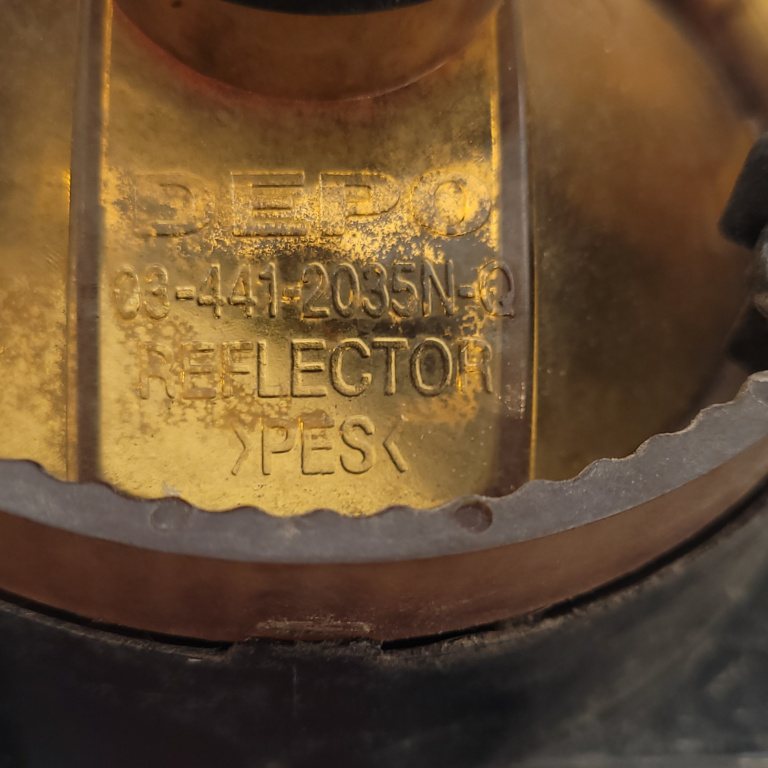 DEPO
03-441-2035N-Q
REFLECTOR
>PES<